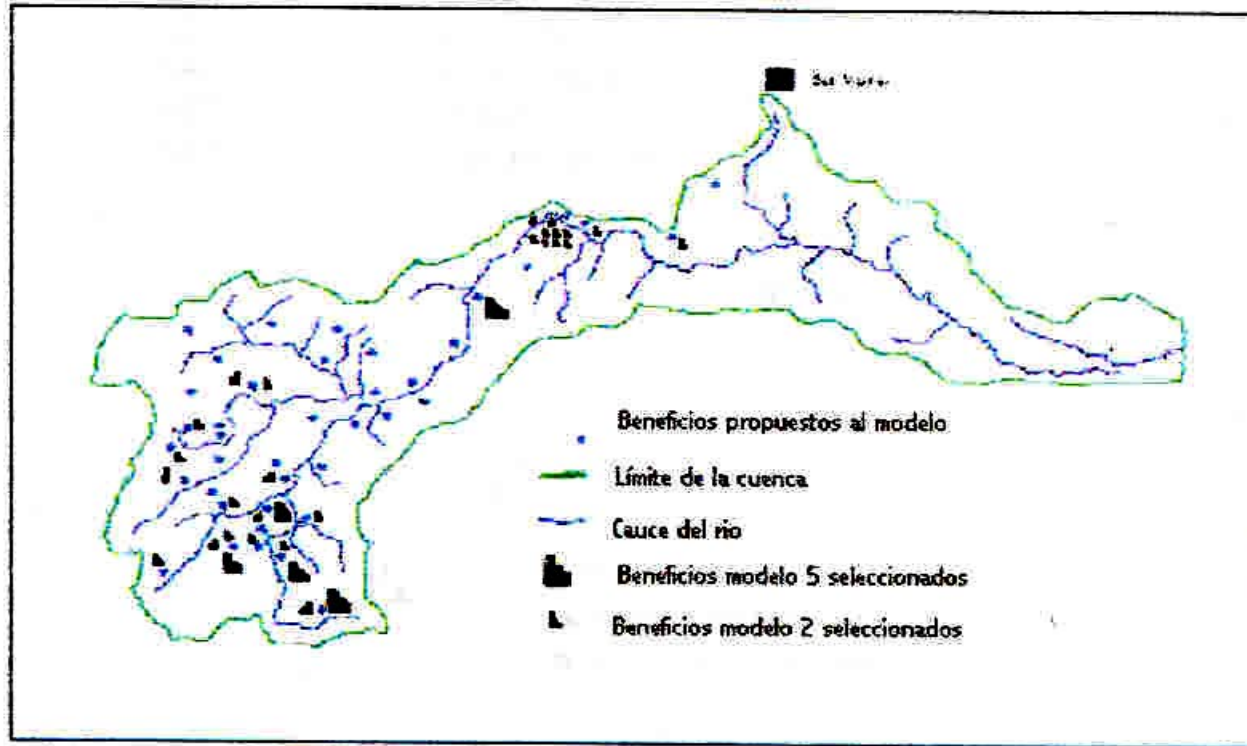 Beneficios propuestos al modelo
Límite de la cuenca
Cauce del rio
Beneficios modelo 5 seleccionados
Beneficios modelo 2 seleccionados